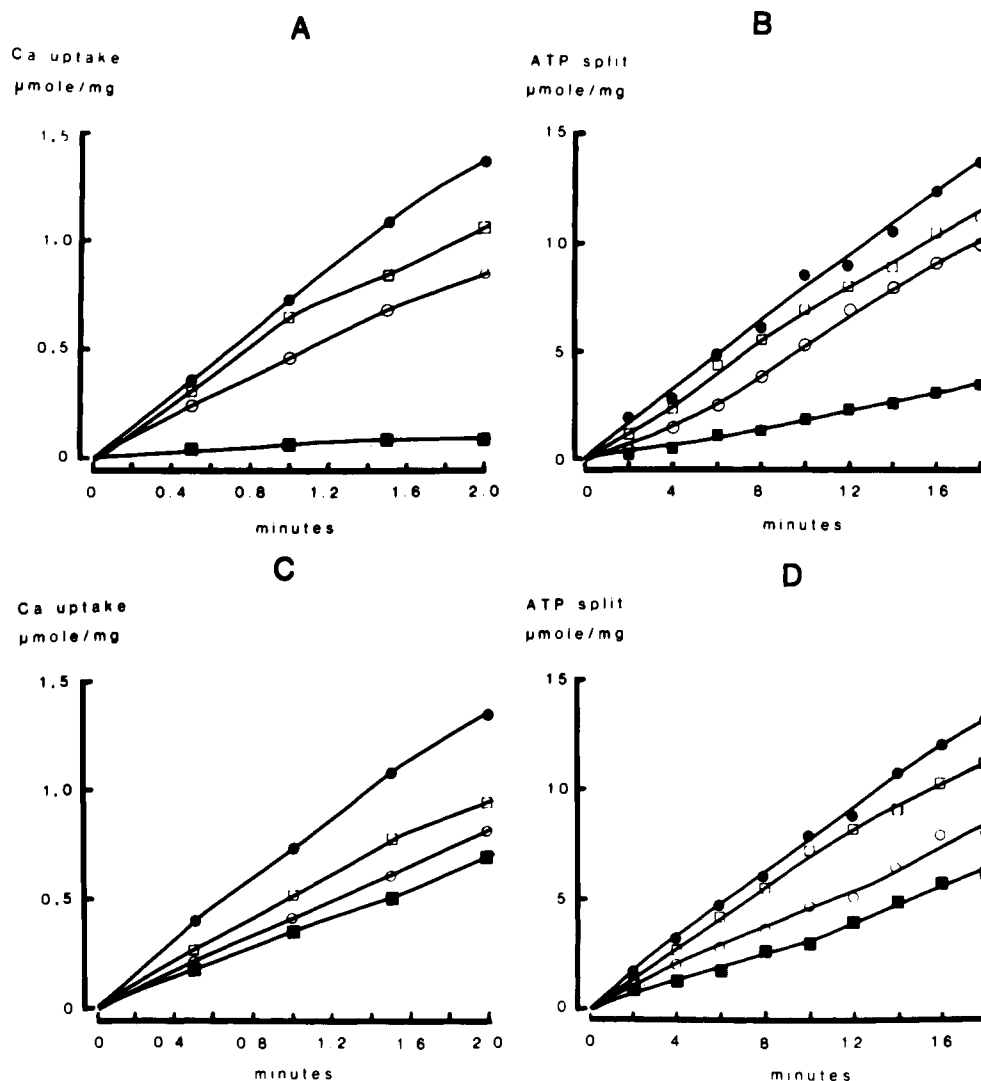 A
Ca uptake
µmole/mg
1.5
1.0
0.5
0
0 0.4 0.8 1.2 1.6 2.0
minutes
B
ATP split
µmole/mg
15
10
5
0
0 4 8 12 16
minutes
C
Ca uptake
µmole/mg
1.5
1.0
0.5
0
0 0 4 0 8 1 2 1 6 2 0
minutes
D
ATP split
µmole/mg
15
10
5
0
0 4 8 12 16
minutes